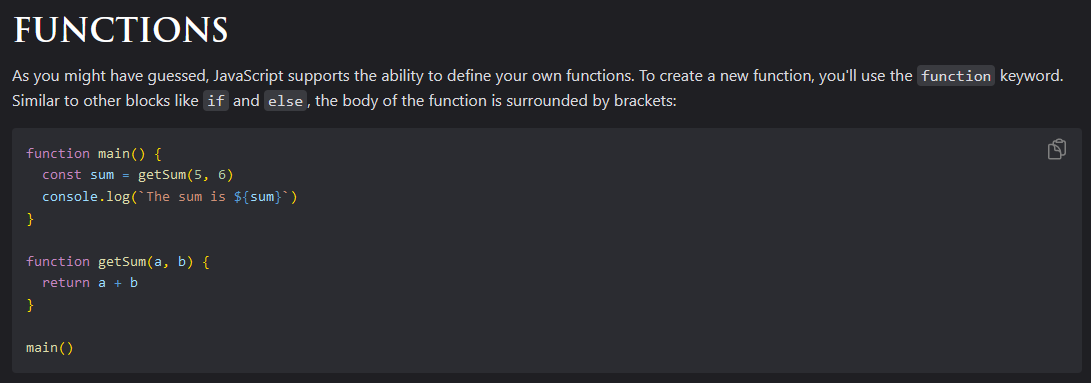 FUNCTIONS
As you might have guessed, JavaScript supports the ability to define your own functions. To create a new function, you'll use the function keyword.
Similar to other blocks like if and else, the body of the function is surrounded by brackets:
function main() {
  const sum = getSum(5, 6)
  console.log(`The sum is ${sum}`)
}

function getSum(a, b) {
  return a + b
}

main()